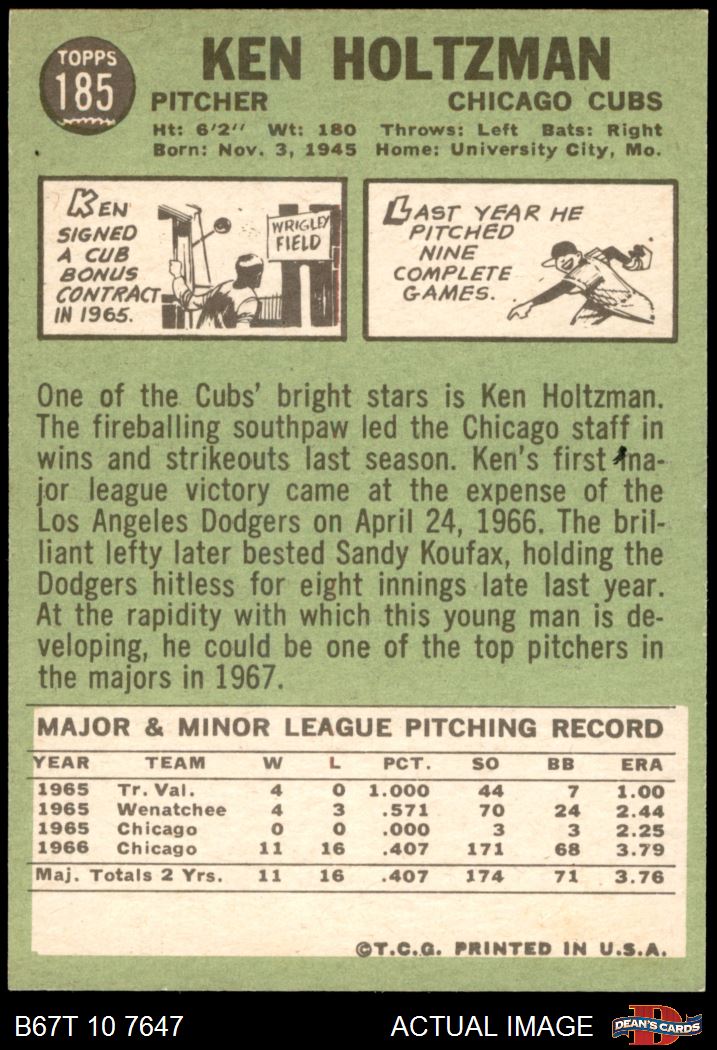 TOPPS
185
KEN HOLTZMAN
PITCHER CHICAGO CUBS
Ht: 6'2" Wt: 180 Throws: Left Bats: Right
Born: Nov. 3, 1945 Home: University City, Mo.
KEN
SIGNED
A CUB
BONUS
CONTRACT
IN 1965.
WRIGLEY
FIELD
LAST YEAR HE
PITCHED
NINE
COMPLETE
GAMES.
One of the Cubs' bright stars is Ken Holtzman.
The fireballing southpaw led the Chicago staff in
wins and strikeouts last season. Ken's first ma-
jor league victory came at the expense of the
Los Angeles Dodgers on April 24, 1966. The bril-
liant lefty later bested Sandy Koufax, holding the
Dodgers hitless for eight innings late last year.
At the rapidity with which this young man is de-
veloping, he could be one of the top pitchers in
the majors in 1967.
MAJOR & MINOR LEAGUE PITCHING RECORD
YEAR TEAM W L PCT. SO BB ERA
1965 Tr. Val. 4 0 1.000 44 7 1.00
1965 Wenatchee 4 3 .571 70 24 2.44
1965 Chicago 0 0 .000 3 3 2.25
1966 Chicago 11 16 .407 171 68 3.79
Maj. Totals 2 Yrs. 11 16 .407 174 71 3.76
©T.C.G. PRINTED IN U.S.A.
B67T 10 7647 ACTUAL IMAGE D DEAN'S CARDS